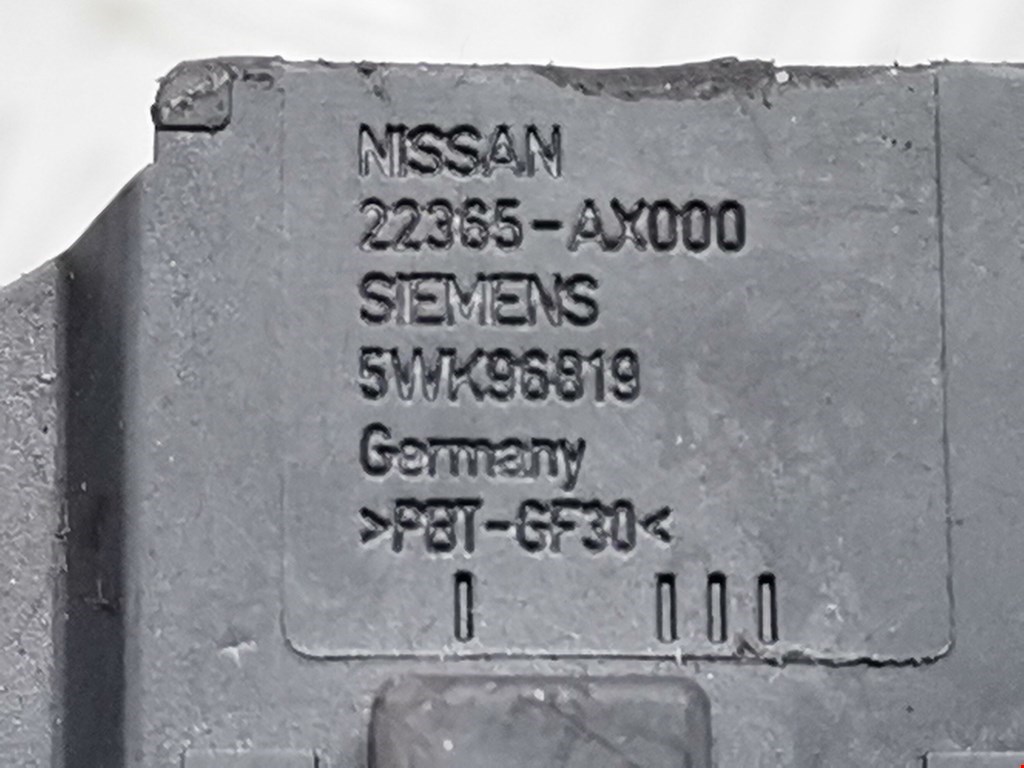 NISSAN
22365-AX000
SIEMENS
5WK96819
Germany
>PBT-GF30<